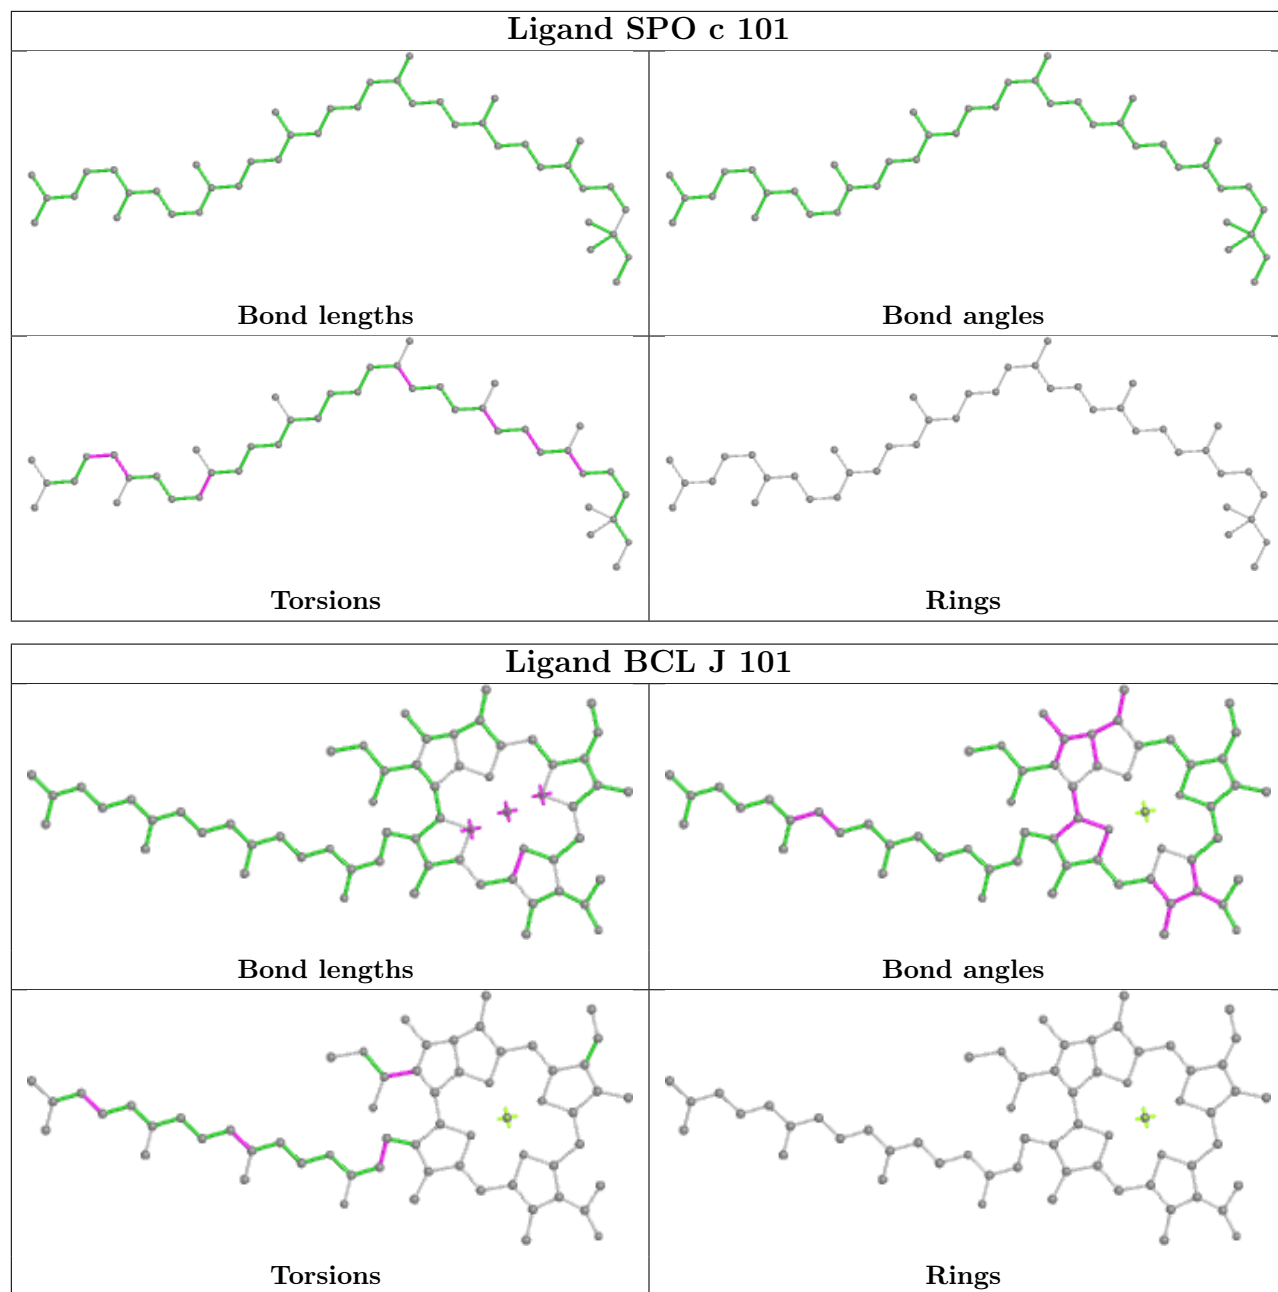 Ligand SPO c 101
Bond lengths
Bond angles
Torsions
Rings
Ligand BCL J 101
Bond lengths
Bond angles
Torsions
Rings